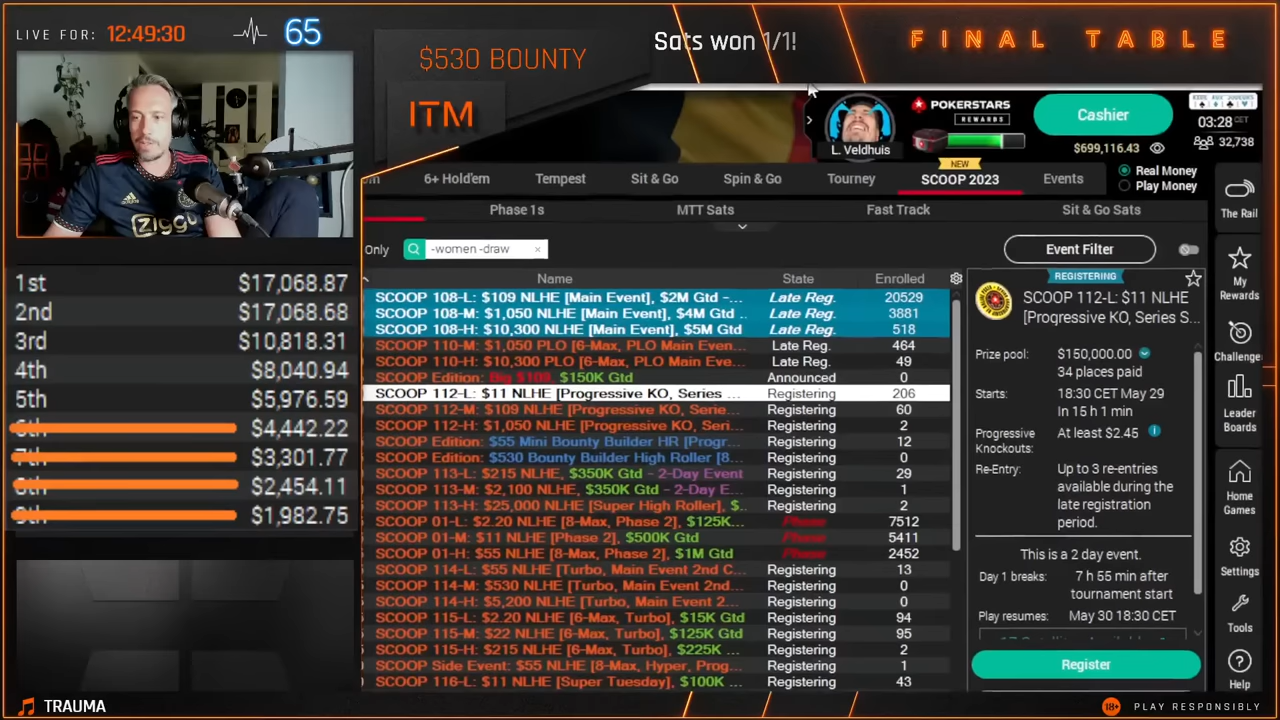 LIVE FOR: 12:49:30 65
$530 BOUNTY
ITM
Sats won 1/1!
FINAL TABLE
L. Veldhuis
POKERSTARS
REWARDS
Cashier
$699,116.43
03:28 CET
32,738
6+ Hold'em Tempest Sit & Go Spin & Go Tourney NEW SCOOP 2023 Events
Real Money
Play Money
Phase 1s MTT Sats Fast Track Sit & Go Sats
Only -women -draw × Event Filter
Name State Enrolled
SCOOP 108-L: $109 NLHE [Main Event], $2M Gtd -... Late Reg. 20529
SCOOP 108-M: $1,050 NLHE [Main Event], $4M ... Late Reg. 3881
SCOOP 108-H: $10,300 NLHE [Main Event], $5M Gtd Late Reg. 518
SCOOP 110-M: $1,050 PLO [6-Max, PLO Main Even... Late Reg. 464
SCOOP 110-H: $10,300 PLO [6-Max, PLO Main Eve... Late Reg. 49
SCOOP Edition: Big $109, $150K Gtd Announced 0
SCOOP 112-L: $11 NLHE [Progressive KO, Series ... Registering 206
SCOOP 112-M: $109 NLHE [Progressive KO, Serie... Registering 60
SCOOP 112-H: $1,050 NLHE [Progressive KO, Seri... Registering 2
SCOOP Edition: $55 Mini Bounty Builder HR [Progr... Registering 12
SCOOP Edition: $530 Bounty Builder High Roller [8... Registering 0
SCOOP 113-L: $215 NLHE, $350K Gtd - 2-Day Event Registering 29
SCOOP 113-M: $2,100 NLHE, $350K Gtd - 2-Day E... Registering 1
SCOOP 113-H: $25,000 NLHE [Super High Roller], $... Registering 2
SCOOP 01-L: $2.20 NLHE [8-Max, Phase 2], $125K... Phase 7512
SCOOP 01-M: $11 NLHE [Phase 2], $500K Gtd Phase 5411
SCOOP 01-H: $55 NLHE [8-Max, Phase 2], $1M Gtd Phase 2452
SCOOP 114-L: $55 NLHE [Turbo, Main Event 2nd C... Registering 13
SCOOP 114-M: $530 NLHE [Turbo, Main Event 2nd... Registering 0
SCOOP 114-H: $5,200 NLHE [Turbo, Main Event 2... Registering 0
SCOOP 115-L: $2.20 NLHE [6-Max, Turbo], $15K Gtd Registering 94
SCOOP 115-M: $22 NLHE [6-Max, Turbo], $125K Gtd Registering 95
SCOOP 115-H: $215 NLHE [6-Max, Turbo], $225K ... Registering 2
SCOOP Side Event: $55 NLHE [8-Max, Hyper, Prog... Registering 1
SCOOP 116-L: $11 NLHE [Super Tuesday], $100K ... Registering 43
REGISTERING
SCOOP 112-L: $11 NLHE
[Progressive KO, Series S...
Prize pool: $150,000.00
34 places paid
Starts: 18:30 CET May 29
In 15 h 1 min
Progressive Knockouts: At least $2.45
Re-Entry: Up to 3 re-entries
available during the
late registration
period.
This is a 2 day event.
Day 1 breaks: 7 h 55 min after
tournament start
Play resumes: May 30 18:30 CET
Register
The Rail
My Rewards
Challenge
Leader Boards
Home Games
Settings
Tools
Help
ZIGGO
1st $17,068.87
2nd $17,068.68
3rd $10,818.31
4th $8,040.94
5th $5,976.59
6th $4,442.22
7th $3,301.77
8th $2,454.11
9th $1,982.75
TRAUMA
18+ PLAY RESPONSIBLY